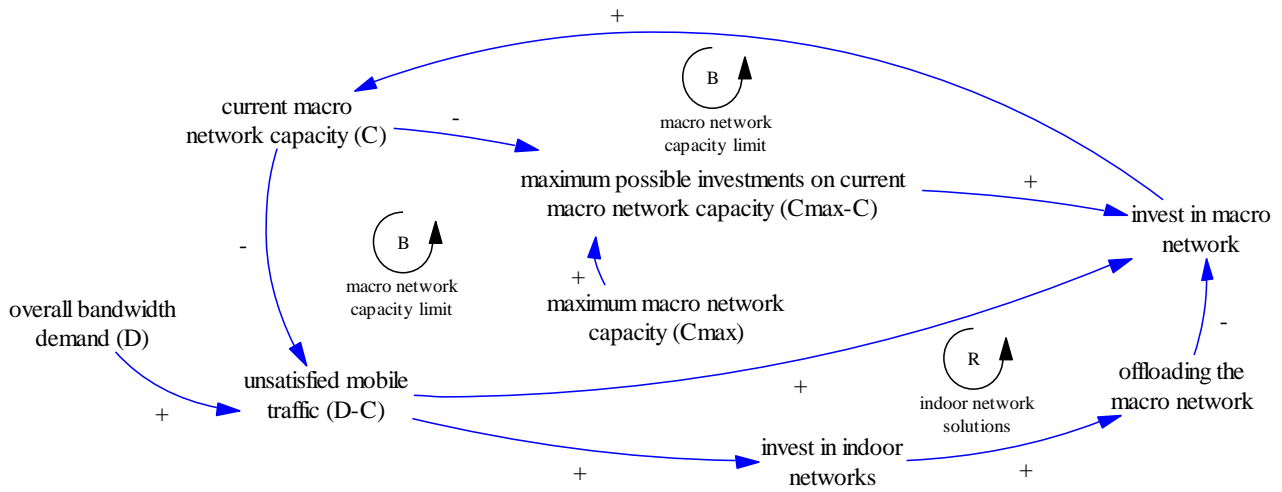 +
B
macro network
capacity limit
current macro
network capacity (C)
-
maximum possible investments on current
macro network capacity (Cmax-C)
+
invest in macro
network
-
B
macro network
capacity limit
+
maximum macro network
capacity (Cmax)
overall bandwidth
demand (D)
+
unsatisfied mobile
traffic (D-C)
+
R
indoor network
solutions
-
offloading the
macro network
+
invest in indoor
networks
+